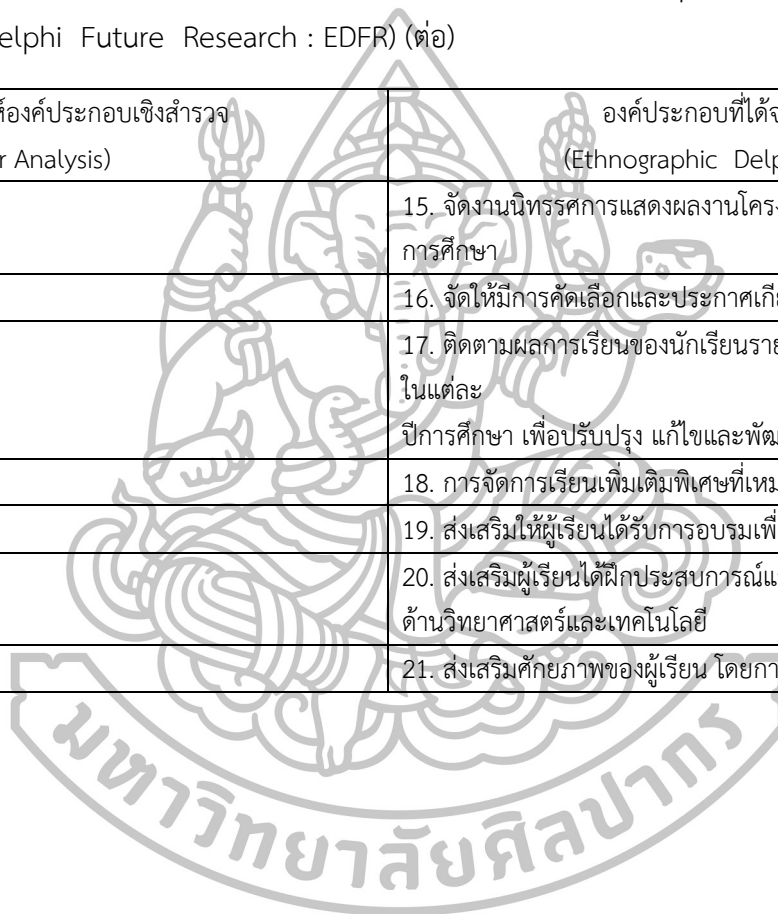 elphi Future Research : EDFR) (ต่อ)
ห์องค์ประกอบเชิงสำรวจ
r Analysis)
องค์ประกอบที่ได้จ
(Ethnographic Delp
15. จัดงานนิทรรศการแสดงผลงานโครง
การศึกษา
16. จัดให้มีการคัดเลือกและประกาศเกีย
17. ติดตามผลการเรียนของนักเรียนราย
ในแต่ละ
ปีการศึกษา เพื่อปรับปรุง แก้ไขและพัฒ
18. การจัดการเรียนเพิ่มเติมพิเศษที่เหม
19. ส่งเสริมให้ผู้เรียนได้รับการอบรมเพื่
20. ส่งเสริมผู้เรียนได้ฝึกประสบการณ์แ
ด้านวิทยาศาสตร์และเทคโนโลยี
21. ส่งเสริมศักยภาพของผู้เรียน โดยกา
มหาวิทยาลัยศิลปากร